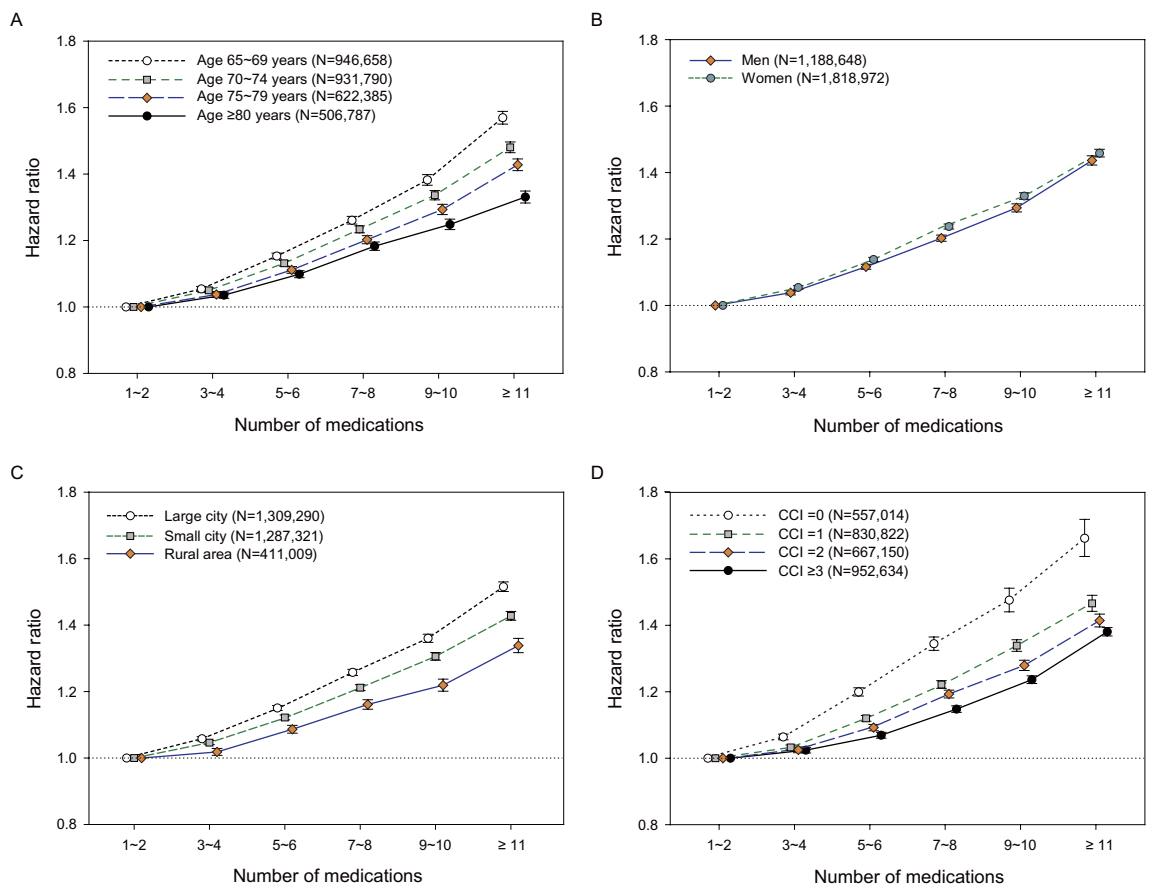 A
1.8
1.6
1.4
1.2
1.0
0.8
Hazard ratio
Age 65~69 years (N=946,658)
Age 70~74 years (N=931,790)
Age 75~79 years (N=622,385)
Age ≥80 years (N=506,787)
1~2 3~4 5~6 7~8 9~10 ≥ 11
Number of medications
B
1.8
1.6
1.4
1.2
1.0
0.8
Hazard ratio
Men (N=1,188,648)
Women (N=1,818,972)
1~2 3~4 5~6 7~8 9~10 ≥ 11
Number of medications
C
1.8
1.6
1.4
1.2
1.0
0.8
Hazard ratio
Large city (N=1,309,290)
Small city (N=1,287,321)
Rural area (N=411,009)
1~2 3~4 5~6 7~8 9~10 ≥ 11
Number of medications
D
1.8
1.6
1.4
1.2
1.0
0.8
Hazard ratio
CCI =0 (N=557,014)
CCI =1 (N=830,822)
CCI =2 (N=667,150)
CCI ≥3 (N=952,634)
1~2 3~4 5~6 7~8 9~10 ≥ 11
Number of medications